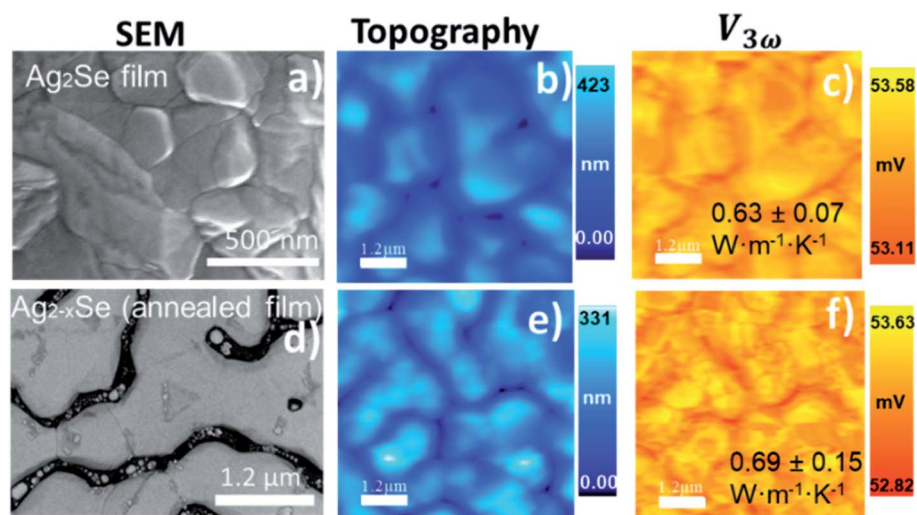 SEM
Topography
V₃ω
Ag₂Se film
a)
500 nm
b)
1.2μm
423
nm
0.00
c)
0.63 ± 0.07
W·m⁻¹·K⁻¹
1.2μm
53.58
mV
53.11
Ag₂₋ₓSe (annealed film)
d)
1.2 μm
e)
1.2μm
331
nm
0.00
f)
0.69 ± 0.15
W·m⁻¹·K⁻¹
1.2μm
53.63
mV
52.82